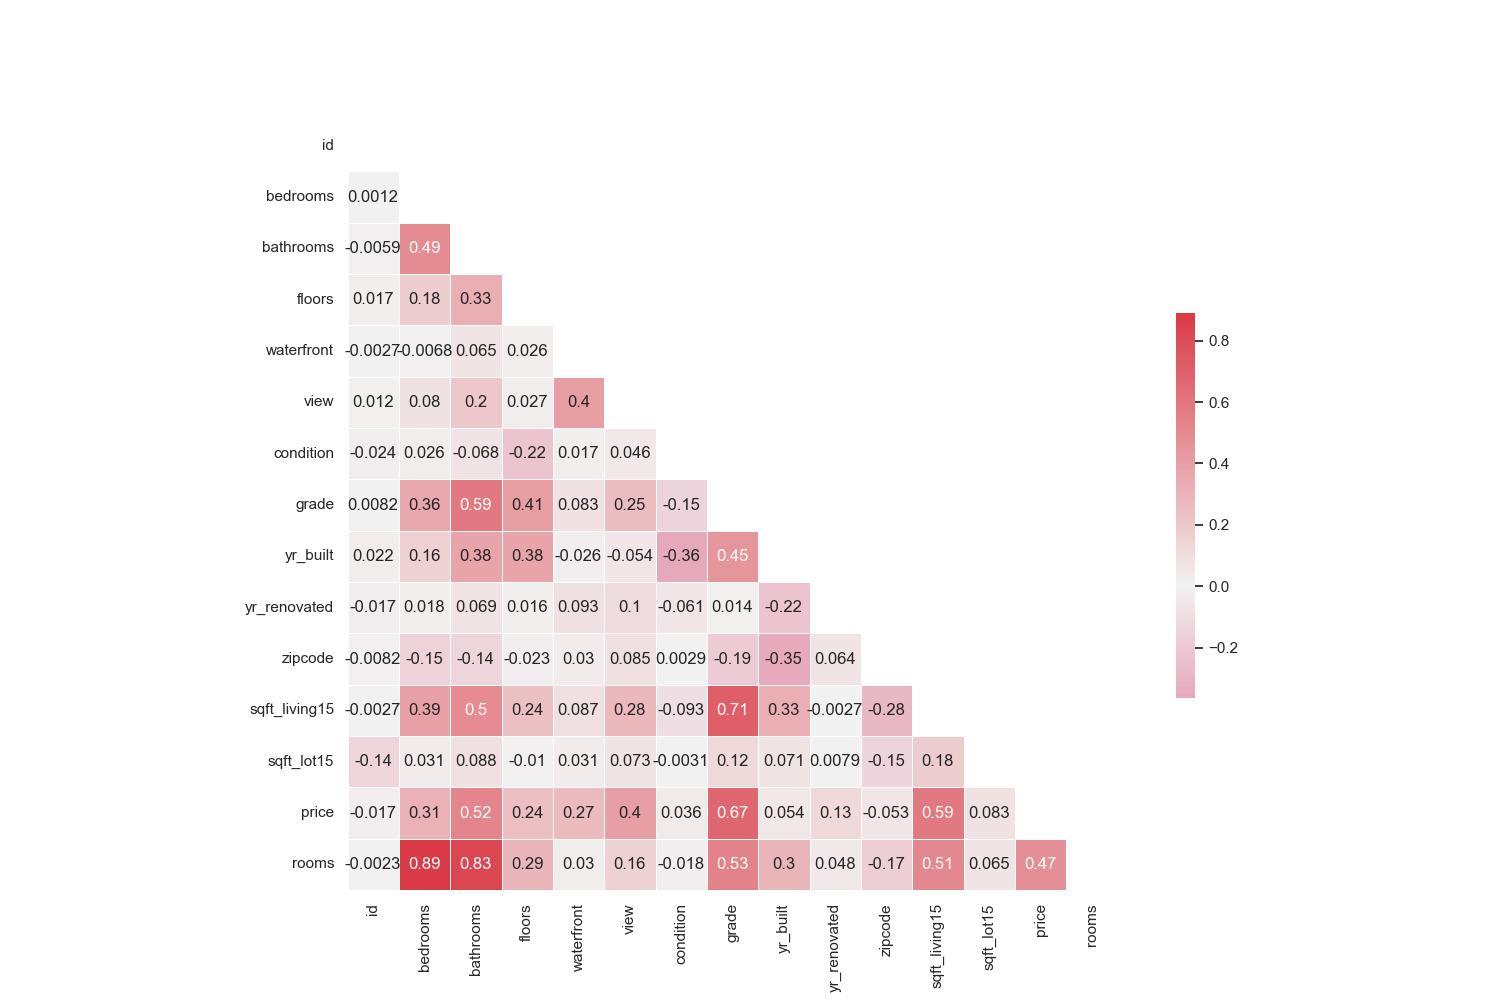 id
bedrooms 0.0012
bathrooms -0.0059 0.49
floors 0.017 0.18 0.33
waterfront -0.0027 -0.0068 0.065 0.026
view 0.012 0.08 0.2 0.027 0.4
condition -0.024 0.026 -0.068 -0.22 0.017 0.046
grade 0.0082 0.36 0.59 0.41 0.083 0.25 -0.15
yr_built 0.022 0.16 0.38 0.38 -0.026 -0.054 -0.36 0.45
yr_renovated -0.017 0.018 0.069 0.016 0.093 0.1 -0.061 0.014 -0.22
zipcode -0.0082 -0.15 -0.14 -0.023 0.03 0.085 0.0029 -0.19 -0.35 0.064
sqft_living15 -0.0027 0.39 0.5 0.24 0.087 0.28 -0.093 0.71 0.33 -0.0027 -0.28
sqft_lot15 -0.14 0.031 0.088 -0.01 0.031 0.073 -0.0031 0.12 0.071 0.0079 -0.15 0.18
price -0.017 0.31 0.52 0.24 0.27 0.4 0.036 0.67 0.054 0.13 -0.053 0.59 0.083
rooms -0.0023 0.89 0.83 0.29 0.03 0.16 -0.018 0.53 0.3 0.048 -0.17 0.51 0.065 0.47
id bedrooms bathrooms floors waterfront view condition grade yr_built yr_renovated zipcode sqft_living15 sqft_lot15 price rooms
0.8
0.6
0.4
0.2
0.0
−0.2